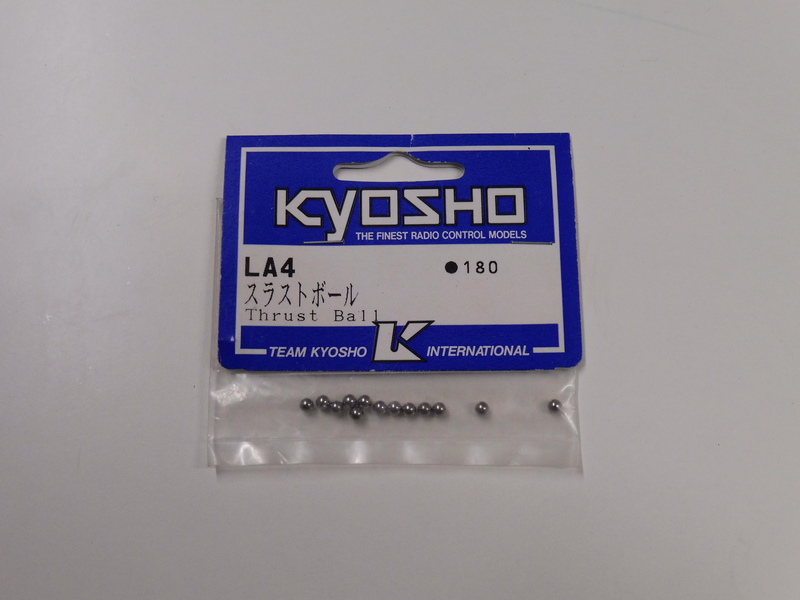 KYOSHO
THE FINEST RADIO CONTROL MODELS
LA4 ●180
スラストボール
Thrust Ball
TEAM KYOSHO K INTERNATIONAL